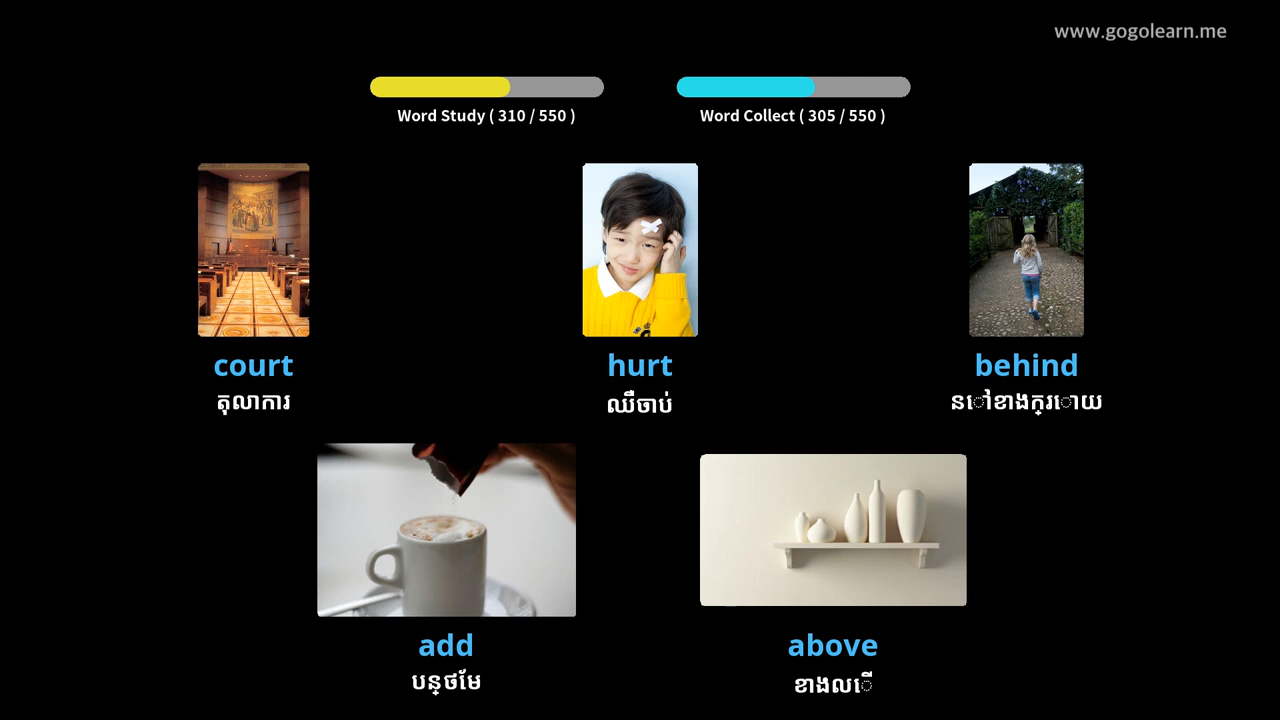 www.gogolearn.me
Word Study ( 310 / 550 )
Word Collect ( 305 / 550 )
court
តុលាការ
hurt
ឈឺចាប់
behind
នៅខាងក្រោយ
add
បន្ថែម
above
ខាងលើ